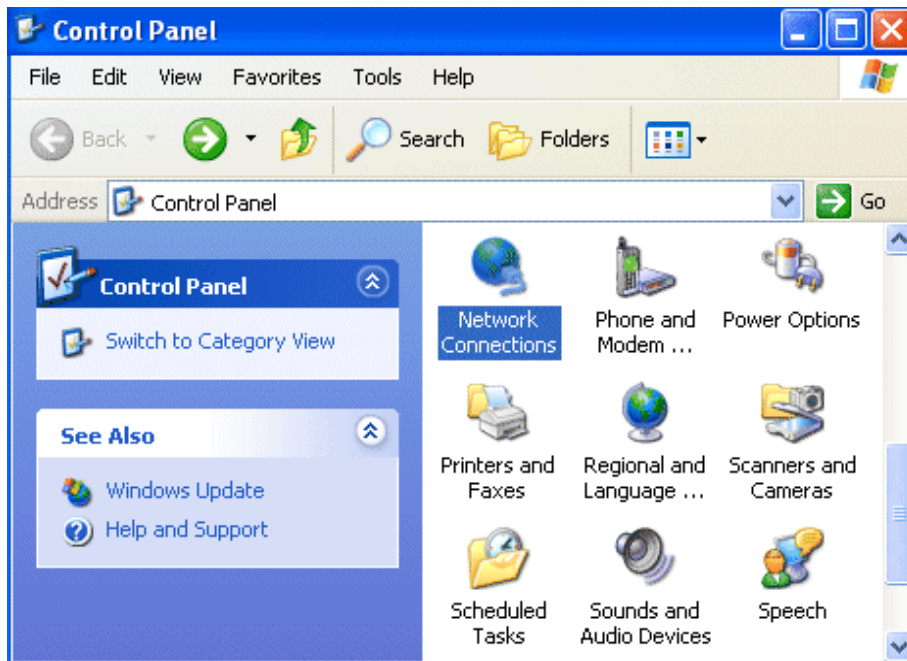 Control Panel
File Edit View Favorites Tools Help
Back Search Folders
Address Control Panel Go
Control Panel
Switch to Category View
See Also
Windows Update
Help and Support
Network Connections
Phone and Modem ...
Power Options
Printers and Faxes
Regional and Language ...
Scanners and Cameras
Scheduled Tasks
Sounds and Audio Devices
Speech